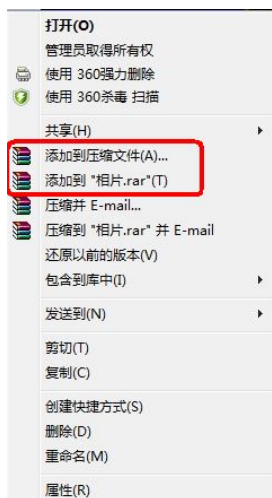 打开(O)
管理员取得所有权
使用 360强力删除
使用 360杀毒 扫描
共享(H)
添加到压缩文件(A)...
添加到 "相片.rar"(T)
压缩并 E-mail...
压缩到 "相片.rar" 并 E-mail
还原以前的版本(V)
包含到库中(I)
发送到(N)
剪切(T)
复制(C)
创建快捷方式(S)
删除(D)
重命名(M)
属性(R)